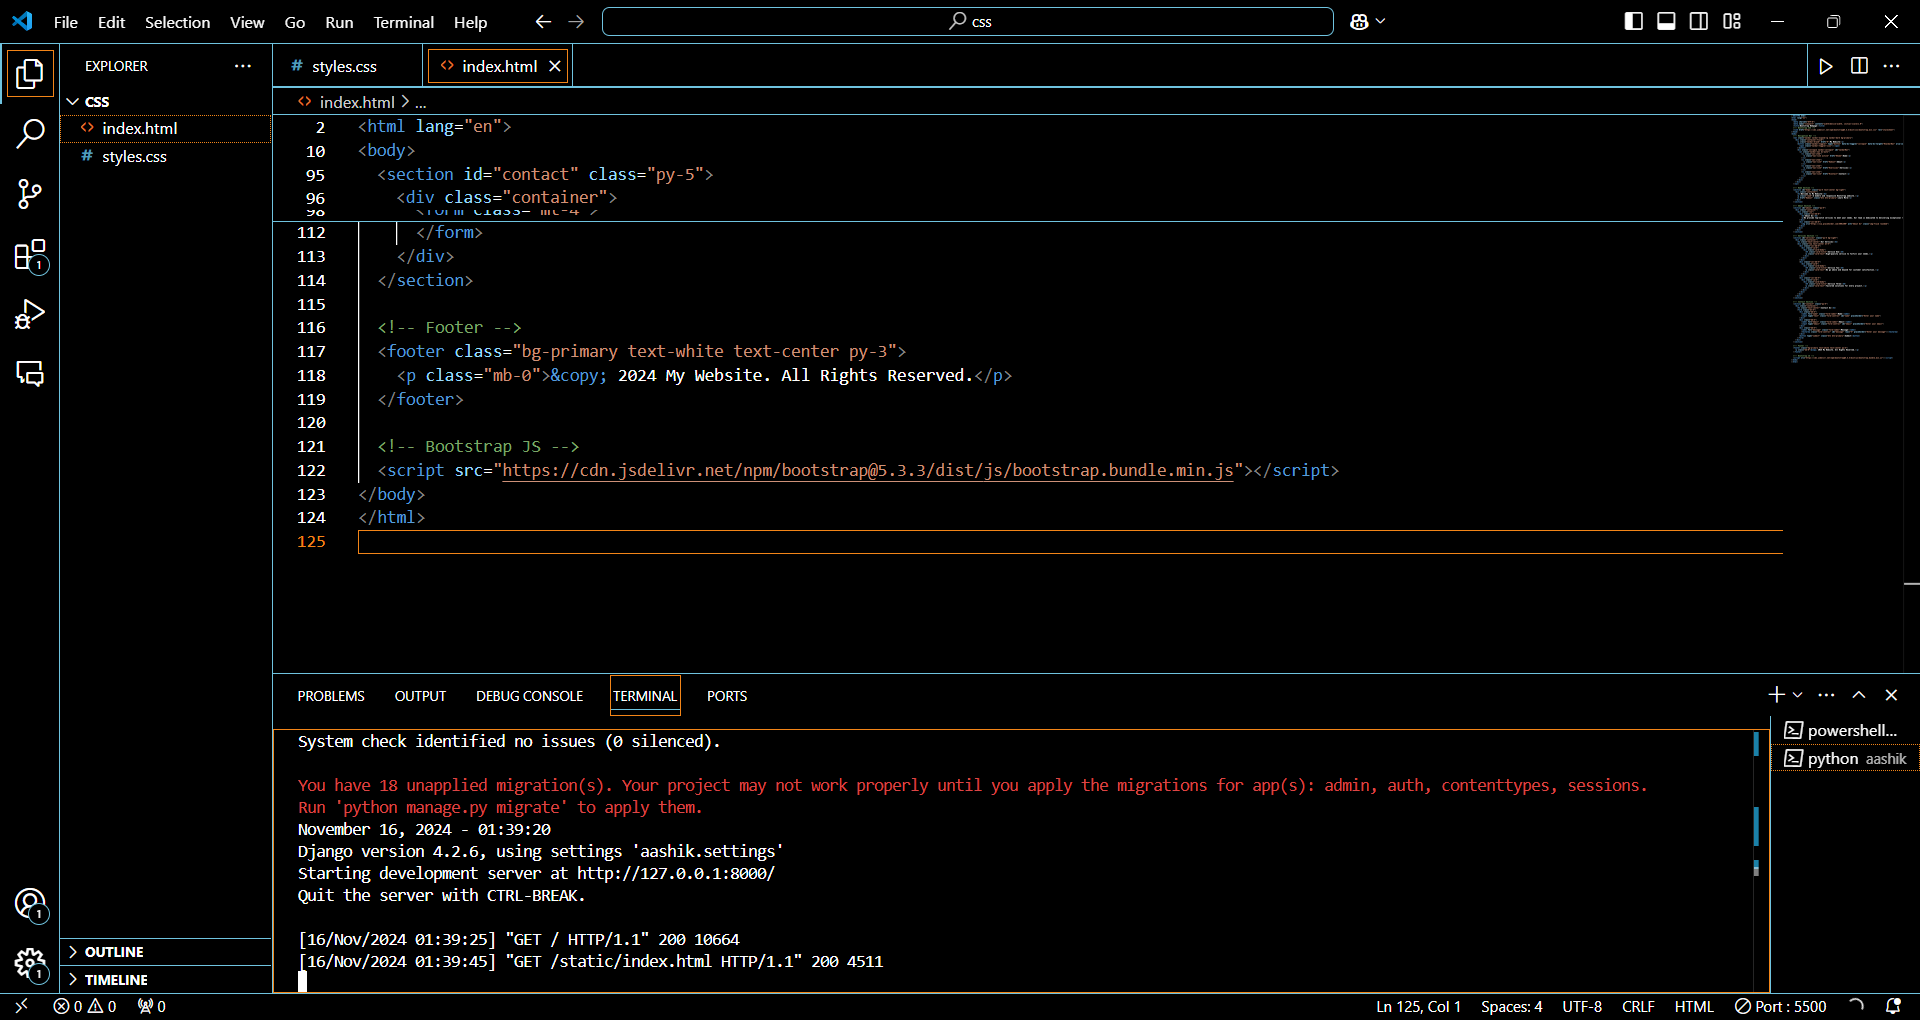 File Edit Selection View Go Run Terminal Help
css
EXPLORER
CSS
index.html
styles.css
OUTLINE
TIMELINE
1
1
1
styles.css
index.html
index.html > ...
2 <html lang="en">
10 <body>
95 <section id="contact" class="py-5">
96 <div class="container">
98 <form class="mt-4">
112 </form>
113 </div>
114 </section>
115
116 <!-- Footer -->
117 <footer class="bg-primary text-white text-center py-3">
118 <p class="mb-0">&copy; 2024 My Website. All Rights Reserved.</p>
119 </footer>
120
121 <!-- Bootstrap JS -->
122 <script src="https://cdn.jsdelivr.net/npm/bootstrap@5.3.3/dist/js/bootstrap.bundle.min.js"></script>
123 </body>
124 </html>
125
PROBLEMS OUTPUT DEBUG CONSOLE TERMINAL PORTS
System check identified no issues (0 silenced).
You have 18 unapplied migration(s). Your project may not work properly until you apply the migrations for app(s): admin, auth, contenttypes, sessions.
Run 'python manage.py migrate' to apply them.
November 16, 2024 - 01:39:20
Django version 4.2.6, using settings 'aashik.settings'
Starting development server at http://127.0.0.1:8000/
Quit the server with CTRL-BREAK.
[16/Nov/2024 01:39:25] "GET / HTTP/1.1" 200 10664
[16/Nov/2024 01:39:45] "GET /static/index.html HTTP/1.1" 200 4511
powershell...
python aashik
0 0 0
Ln 125, Col 1 Spaces: 4 UTF-8 CRLF HTML Port : 5500